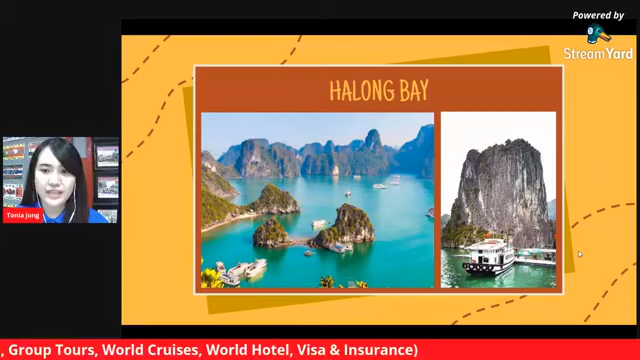 Powered by
StreamYard
HALONG BAY
Tonia Jong
, Group Tours, World Cruises, World Hotel, Visa & Insurance)